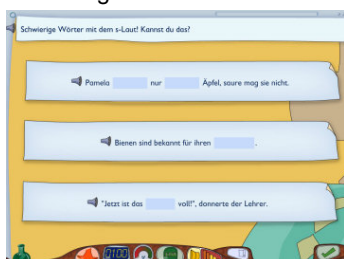 Schwierige Wörter mit dem s-Laut! Kannst du das?
Pamela nur Äpfel, saure mag sie nicht.
Bienen sind bekannt für ihren .
"Jetzt ist das voll!", donnerte der Lehrer.